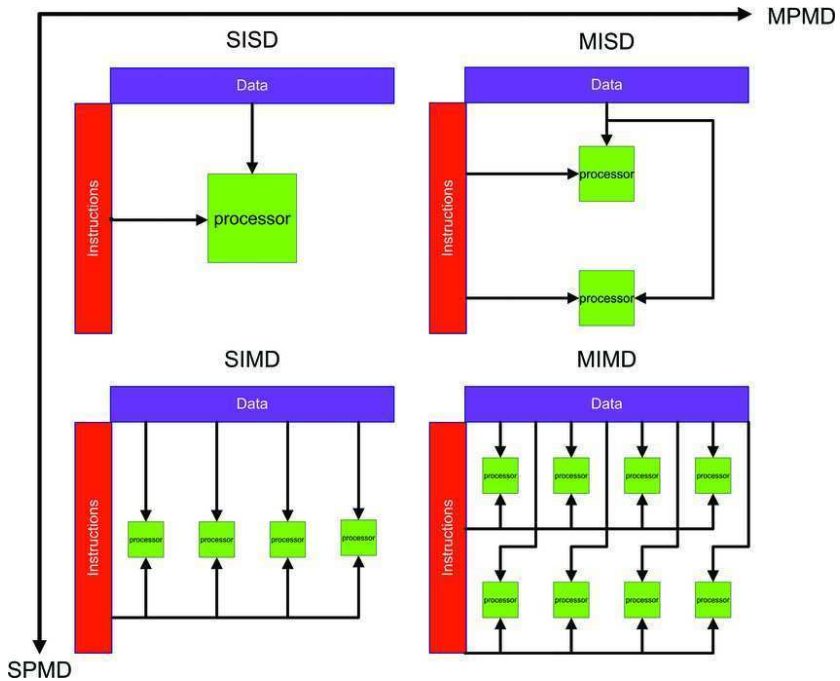 MPMD
SISD
MISD
Data
Data
Instructions
processor
Instructions
processor
processor
SIMD
MIMD
Data
Data
Instructions
processor
processor
processor
processor
Instructions
processor
processor
processor
processor
processor
processor
processor
processor
SPMD